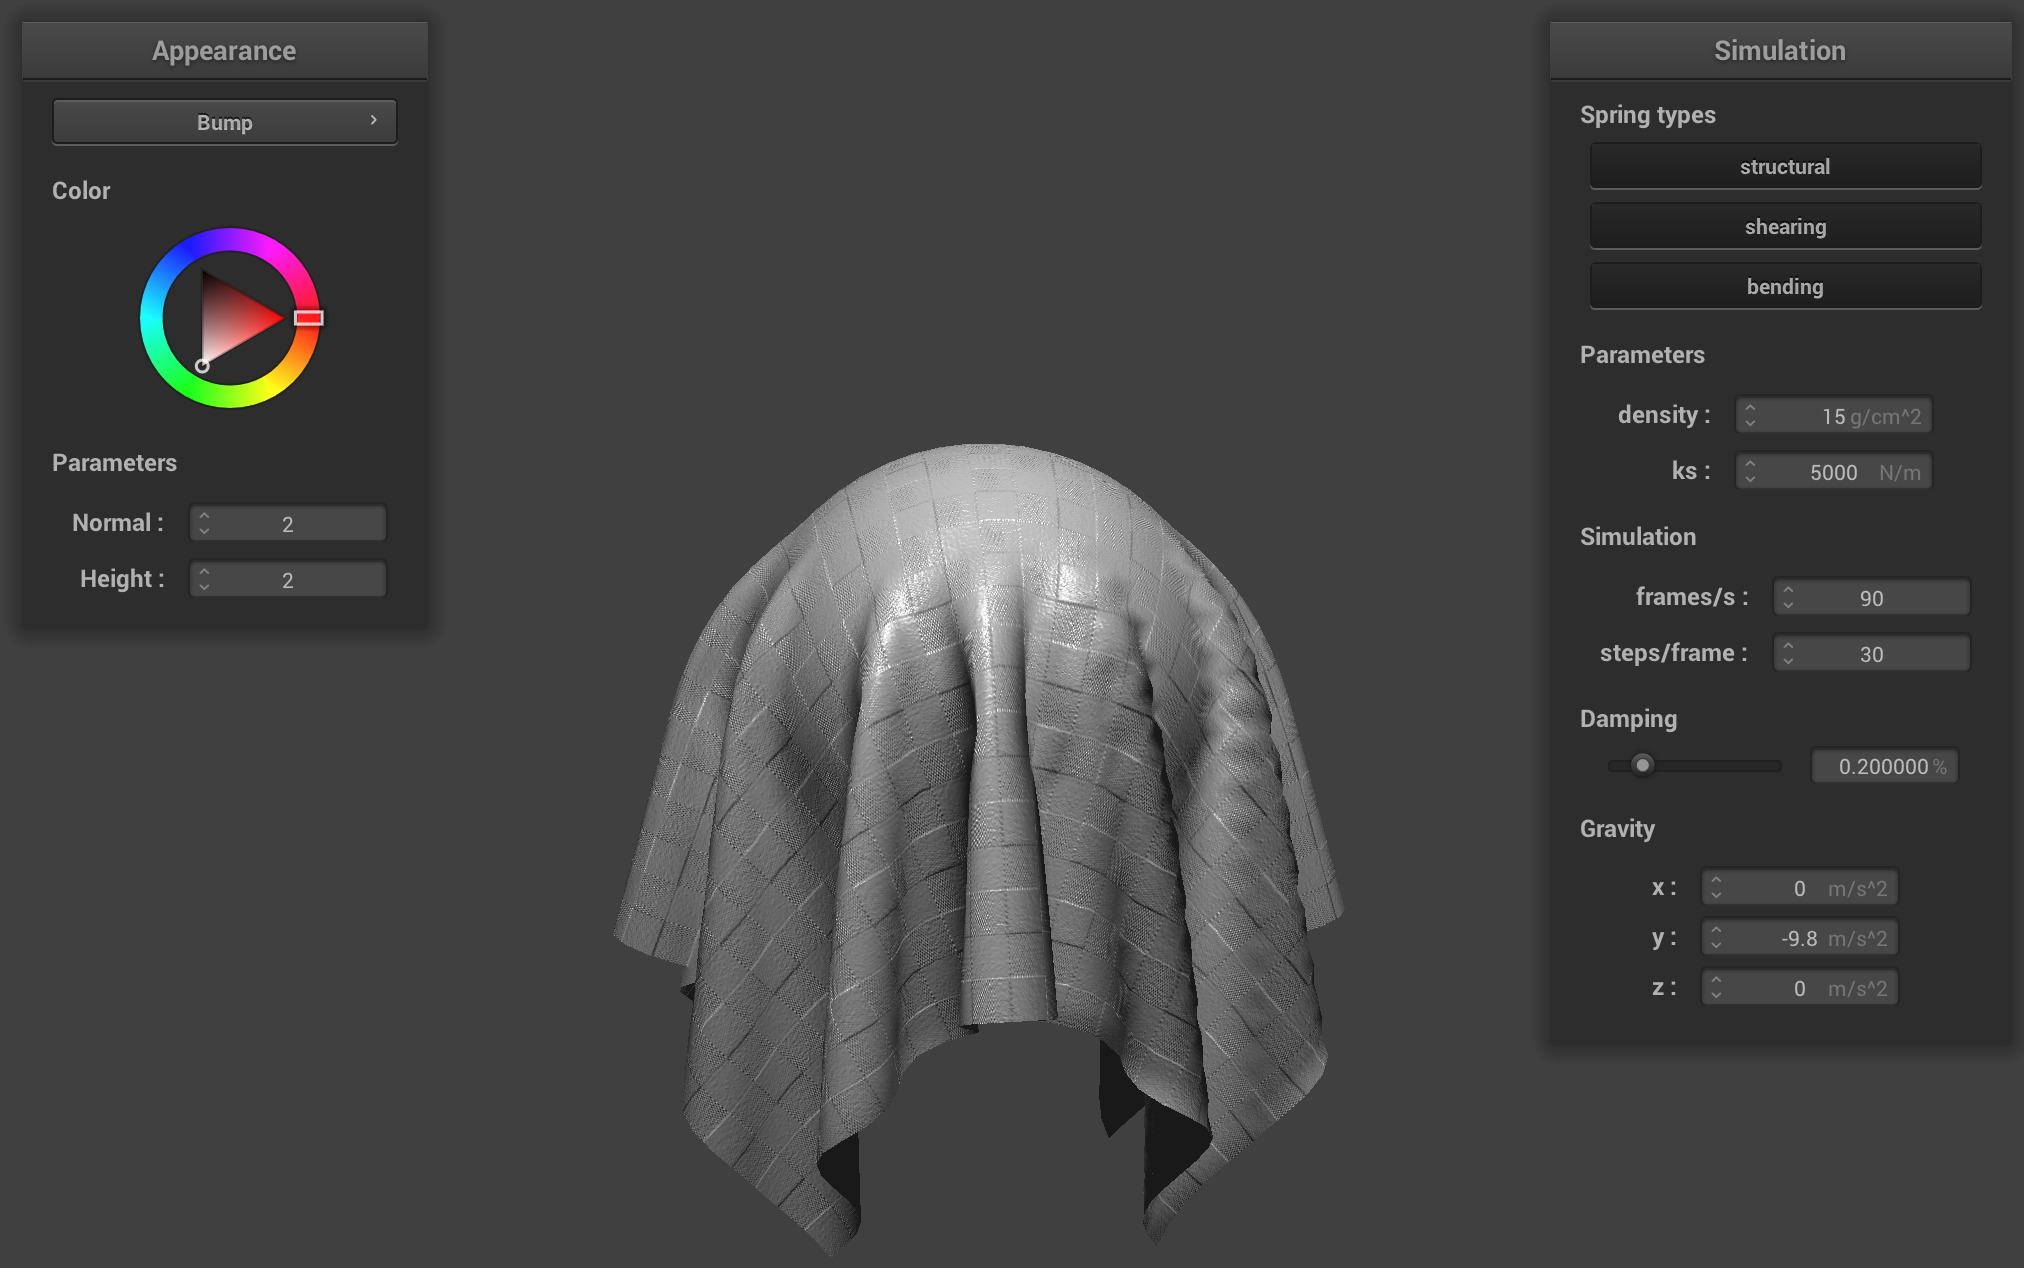 Appearance
Bump
Color
Parameters
Normal : 2
Height : 2
Simulation
Spring types
structural
shearing
bending
Parameters
density : 15 g/cm^2
ks : 5000 N/m
Simulation
frames/s : 90
steps/frame : 30
Damping
0.200000 %
Gravity
x : 0 m/s^2
y : -9.8 m/s^2
z : 0 m/s^2